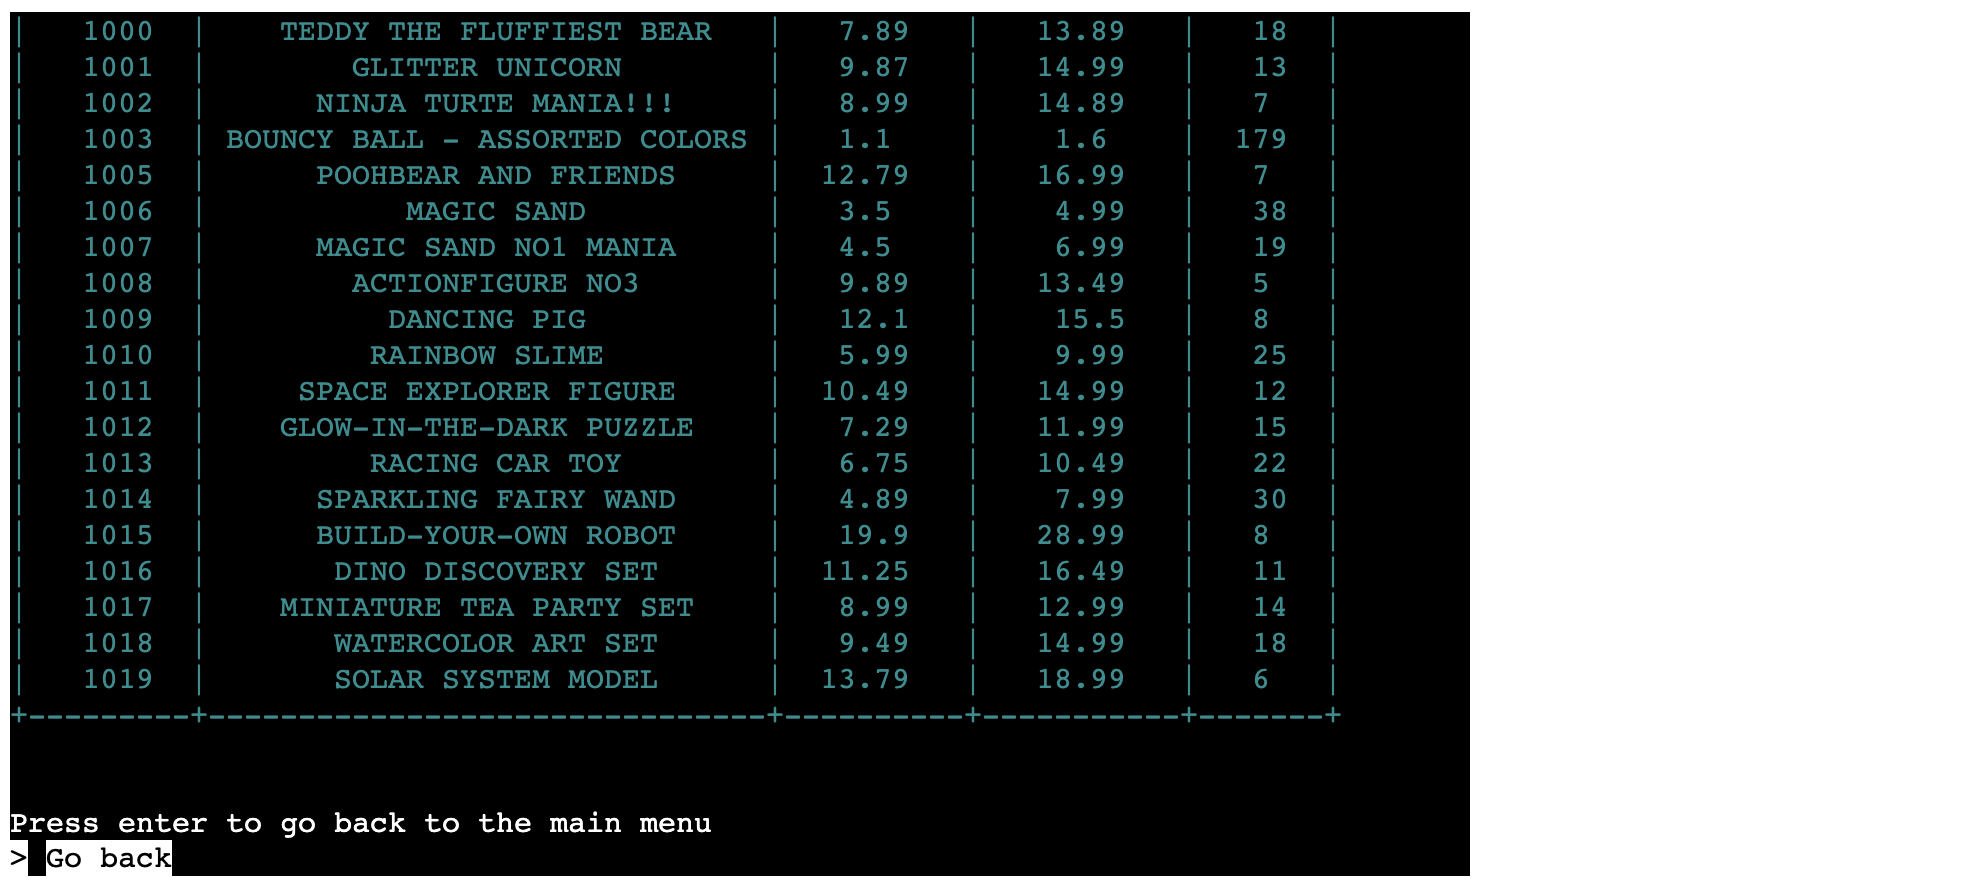 | 1000 | TEDDY THE FLUFFIEST BEAR | 7.89 | 13.89 | 18 |
| 1001 | GLITTER UNICORN | 9.87 | 14.99 | 13 |
| 1002 | NINJA TURTE MANIA!!! | 8.99 | 14.89 | 7 |
| 1003 | BOUNCY BALL - ASSORTED COLORS | 1.1 | 1.6 | 179 |
| 1005 | POOHBEAR AND FRIENDS | 12.79 | 16.99 | 7 |
| 1006 | MAGIC SAND | 3.5 | 4.99 | 38 |
| 1007 | MAGIC SAND NO1 MANIA | 4.5 | 6.99 | 19 |
| 1008 | ACTIONFIGURE NO3 | 9.89 | 13.49 | 5 |
| 1009 | DANCING PIG | 12.1 | 15.5 | 8 |
| 1010 | RAINBOW SLIME | 5.99 | 9.99 | 25 |
| 1011 | SPACE EXPLORER FIGURE | 10.49 | 14.99 | 12 |
| 1012 | GLOW-IN-THE-DARK PUZZLE | 7.29 | 11.99 | 15 |
| 1013 | RACING CAR TOY | 6.75 | 10.49 | 22 |
| 1014 | SPARKLING FAIRY WAND | 4.89 | 7.99 | 30 |
| 1015 | BUILD-YOUR-OWN ROBOT | 19.9 | 28.99 | 8 |
| 1016 | DINO DISCOVERY SET | 11.25 | 16.49 | 11 |
| 1017 | MINIATURE TEA PARTY SET | 8.99 | 12.99 | 14 |
| 1018 | WATERCOLOR ART SET | 9.49 | 14.99 | 18 |
| 1019 | SOLAR SYSTEM MODEL | 13.79 | 18.99 | 6 |
+---------+-------------------------------+----------+-----------+-------+
Press enter to go back to the main menu
> Go back